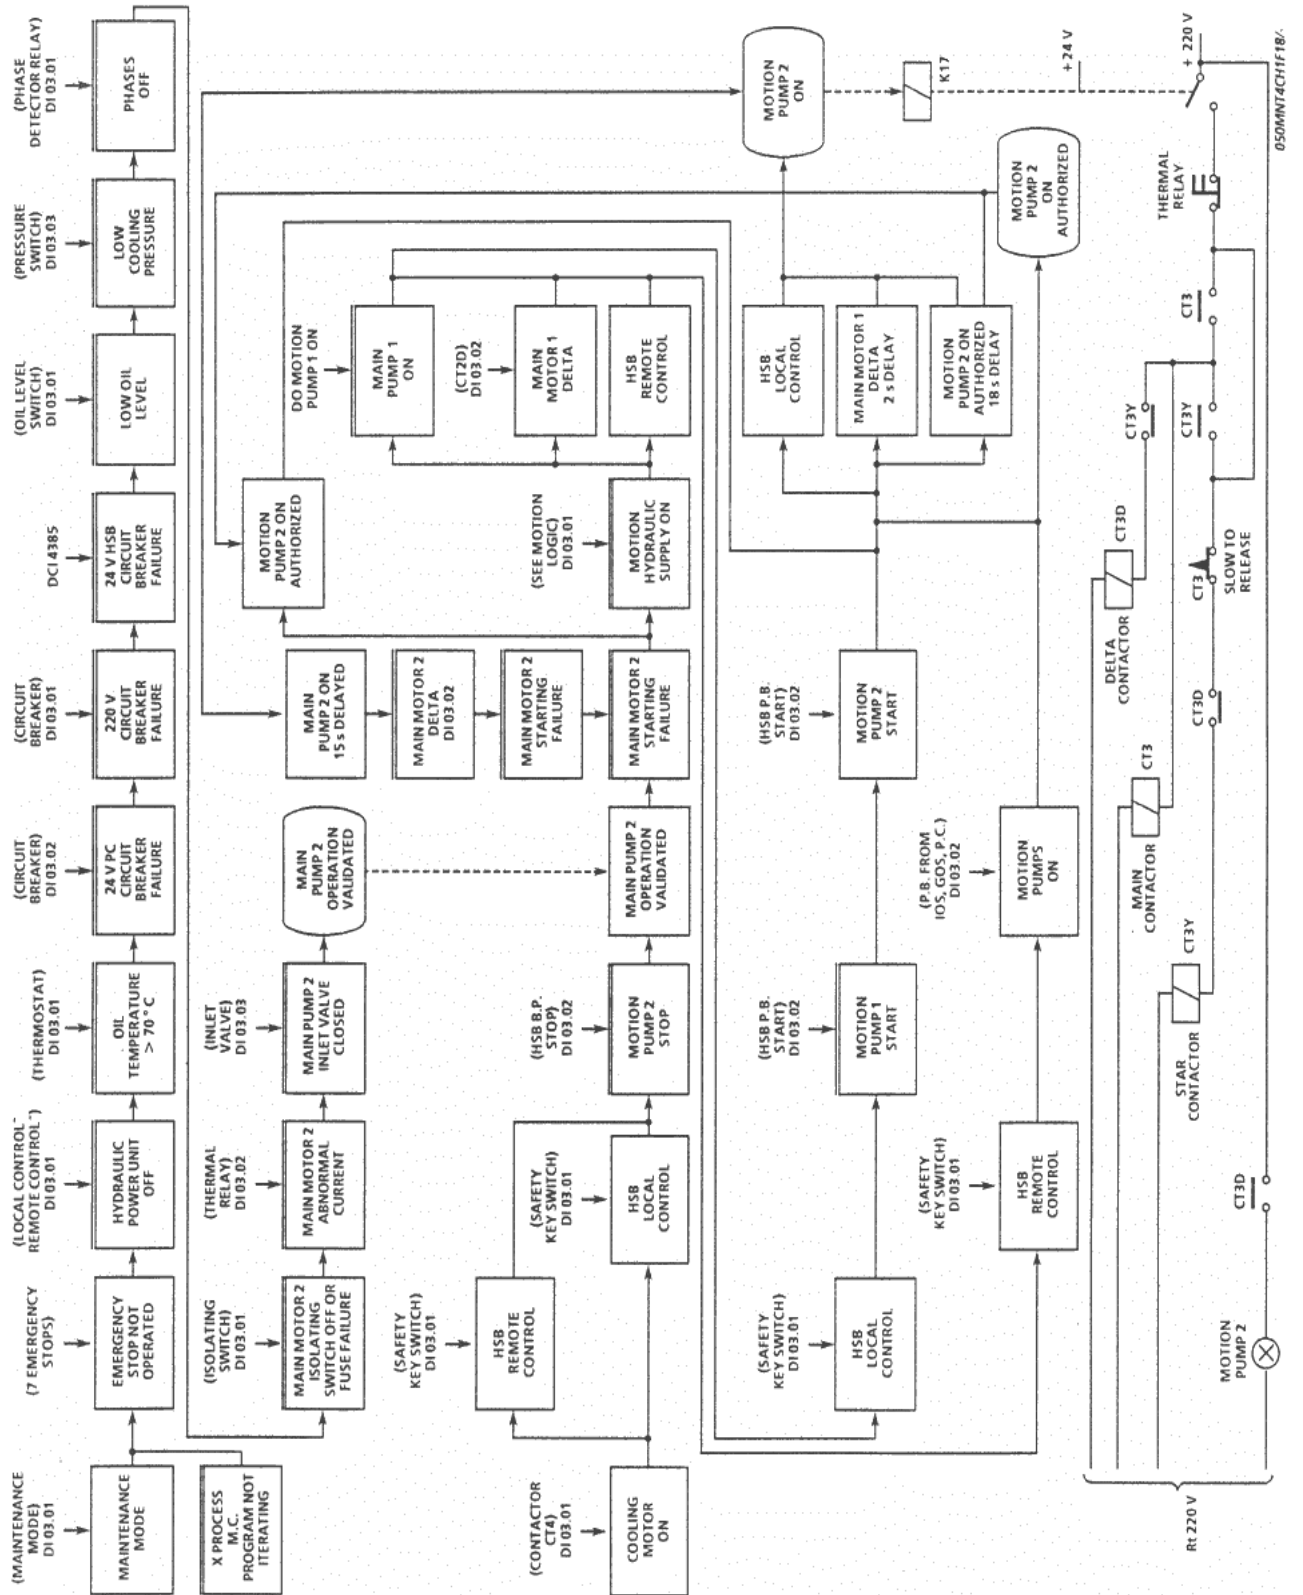 (MAINTENANCE
MODE)
DI 03.01
MAINTENANCE
MODE
X PROCESS
M.C.
PROGRAM NOT
ITERATING
(7 EMERGENCY
STOPS)
EMERGENCY
STOP NOT
OPERATED
(LOCAL CONTROL-
REMOTE CONTROL-)
DI 03.01
HYDRAULIC
POWER UNIT
OFF
(THERMOSTAT)
DI 03.01
OIL
TEMPERATURE
> 70 °C
(CIRCUIT
BREAKER)
DI 03.02
24 V PC
CIRCUIT
BREAKER
FAILURE
(CIRCUIT
BREAKER)
DI 03.01
220 V
CIRCUIT
BREAKER
FAILURE
DCI 4385
24 V HSB
CIRCUIT
BREAKER
FAILURE
(OIL LEVEL
SWITCH)
DI 03.01
LOW OIL
LEVEL
(PRESSURE
SWITCH)
DI 03.03
LOW
COOLING
PRESSURE
(PHASE
DETECTOR RELAY)
DI 03.01
PHASES
OFF
(ISOLATING
SWITCH)
DI 03.01
MAIN MOTOR 2
ISOLATING
SWITCH OFF OR
FUSE FAILURE
(THERMAL
RELAY)
DI 03.02
MAIN MOTOR 2
ABNORMAL
CURRENT
(INLET
VALVE)
DI 03.03
MAIN PUMP 2
INLET VALVE
CLOSED
MAIN
PUMP 2
OPERATION
VALIDATED
MAIN
PUMP 2 ON
15 s DELAYED
MAIN MOTOR 2
DELTA
DI 03.02
MAIN MOTOR 2
STARTING
FAILURE
MAIN MOTOR 2
STARTING
FAILURE
MOTION
PUMP 2 ON
AUTHORIZED
(CONTACTOR
CT4)
DI 03.01
COOLING
MOTOR
ON
(SAFETY
KEY SWITCH)
DI 03.01
HSB
REMOTE
CONTROL
(SAFETY
KEY SWITCH)
DI 03.01
HSB
LOCAL
CONTROL
(HSB B.P.
STOP)
DI 03.02
MOTION
PUMP 2
STOP
MAIN PUMP 2
OPERATION
VALIDATED
(SEE MOTION
LOGIC)
DI 03.01
MOTION
HYDRAULIC
SUPPLY ON
DO MOTION
PUMP 1 ON
MAIN
PUMP 1
ON
(CT2D)
DI 03.02
MAIN
MOTOR 1
DELTA
HSB
REMOTE
CONTROL
(SAFETY
KEY SWITCH)
DI 03.01
HSB
LOCAL
CONTROL
(HSB P.B.
START)
DI 03.02
MOTION
PUMP 1
START
(HSB P.B.
START)
DI 03.02
MOTION
PUMP 2
START
HSB
LOCAL
CONTROL
MAIN MOTOR 1
DELTA
2 s DELAY
MOTION
PUMP 2 ON
AUTHORIZED
18 s DELAY
MOTION
PUMP 2
ON
K17
+ 24 V
+ 220 V
(SAFETY
KEY SWITCH)
DI 03.01
HSB
REMOTE
CONTROL
(P.B. FROM
IOS, GOS, P.C.)
DI 03.02
MOTION
PUMPS
ON
MOTION
PUMP 2
ON
AUTHORIZED
Rt 220 V
DELTA
CONTACTOR
CT3D
CT3Y
MAIN
CONTACTOR
CT3
CT3Y
CT3
THERMAL
RELAY
STAR
CONTACTOR
CT3Y
CT3D
CT3
SLOW TO
RELEASE
MOTION
PUMP 2
CT3D
050MNT4CH1F18/-